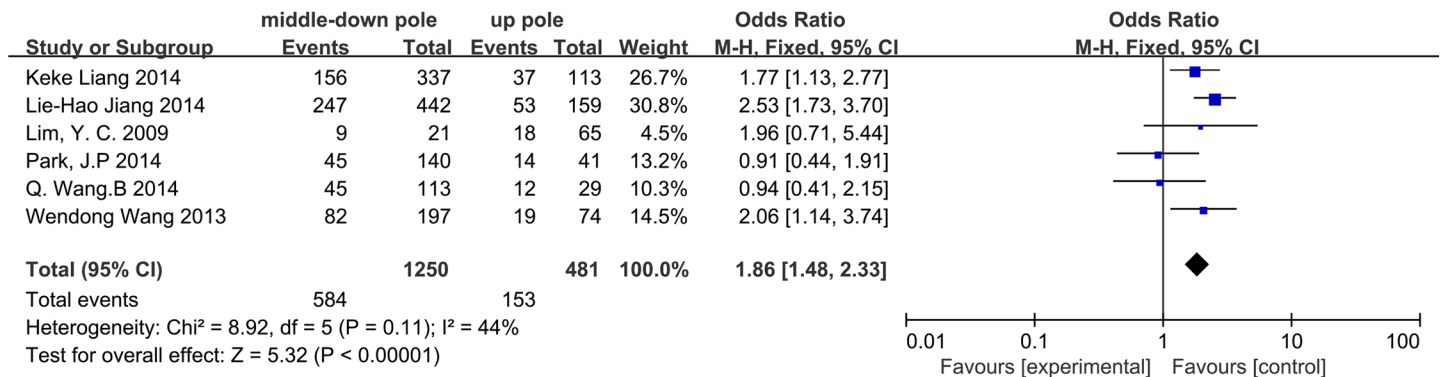 middle-down pole up pole Odds Ratio Odds Ratio
Study or Subgroup Events Total Events Total Weight M-H, Fixed, 95% CI M-H, Fixed, 95% CI
Keke Liang 2014 156 337 37 113 26.7% 1.77 [1.13, 2.77]
Lie-Hao Jiang 2014 247 442 53 159 30.8% 2.53 [1.73, 3.70]
Lim, Y. C. 2009 9 21 18 65 4.5% 1.96 [0.71, 5.44]
Park, J.P 2014 45 140 14 41 13.2% 0.91 [0.44, 1.91]
Q. Wang.B 2014 45 113 12 29 10.3% 0.94 [0.41, 2.15]
Wendong Wang 2013 82 197 19 74 14.5% 2.06 [1.14, 3.74]
Total (95% CI) 1250 481 100.0% 1.86 [1.48, 2.33]
Total events 584 153
Heterogeneity: Chi² = 8.92, df = 5 (P = 0.11); I² = 44%
Test for overall effect: Z = 5.32 (P < 0.00001)
0.01 0.1 1 10 100
Favours [experimental] Favours [control]